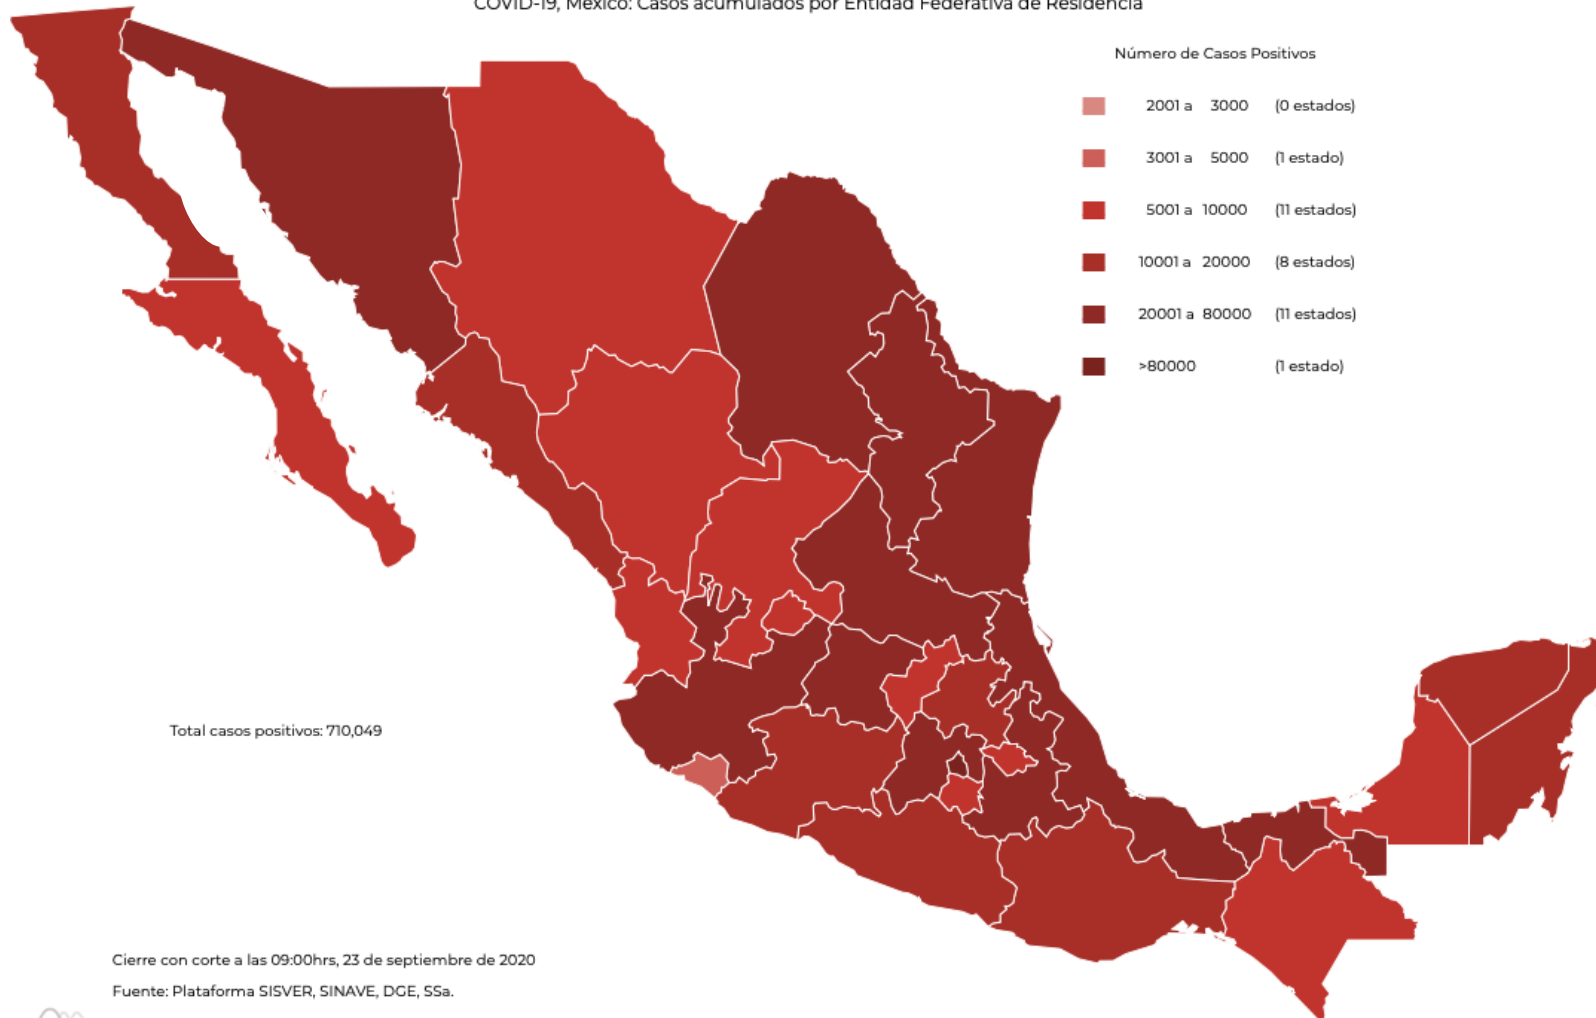 COVID-19, México: Casos acumulados por Entidad Federativa de Residencia
Número de Casos Positivos
2001 a 3000 (0 estados)
3001 a 5000 (1 estado)
5001 a 10000 (11 estados)
10001 a 20000 (8 estados)
20001 a 80000 (11 estados)
>80000 (1 estado)
Total casos positivos: 710,049
Cierre con corte a las 09:00hrs, 23 de septiembre de 2020
Fuente: Plataforma SISVER, SINAVE, DGE, SSa.